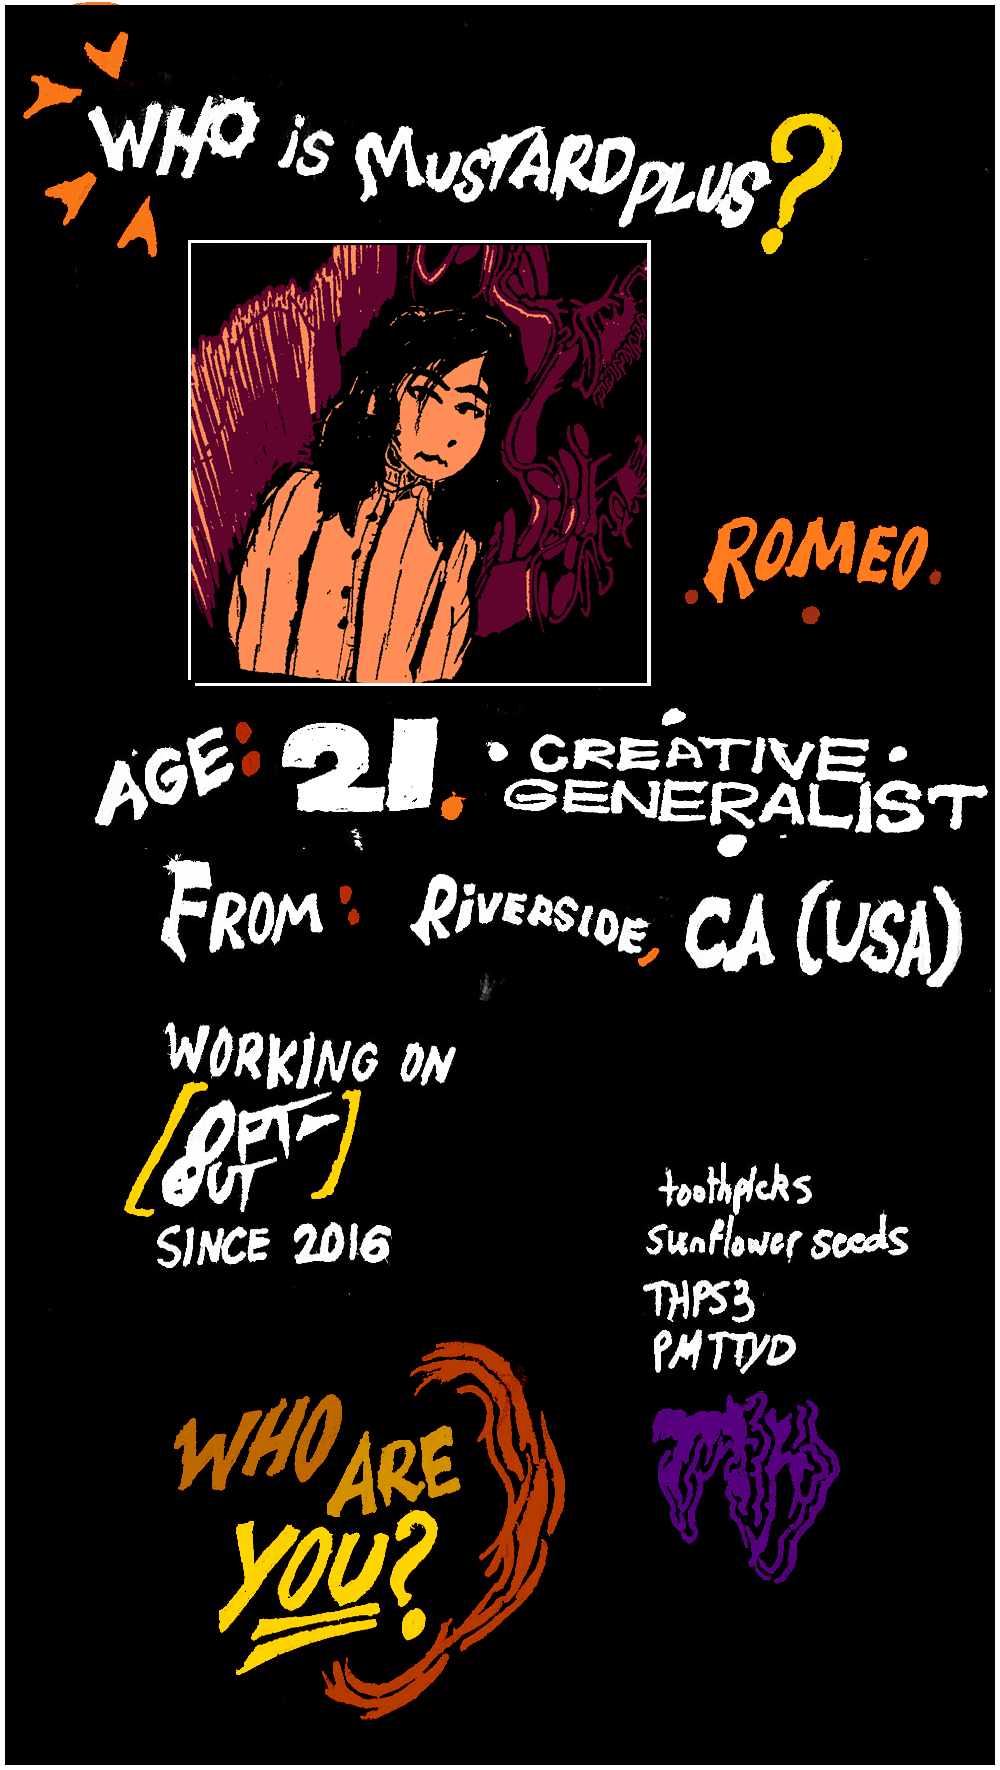 WHO iS MUSTARDPLUS?
ROMEO.
AGE: 21.
• CREATIVE •
GENERALIST
FROM: RiVERSIDE, CA (USA)
WORKING ON
[OPT-
OUT]
SINCE 2016
toothpicks
sunflower seeds
THPS3
PMTTYD
WHO ARE
YOU?